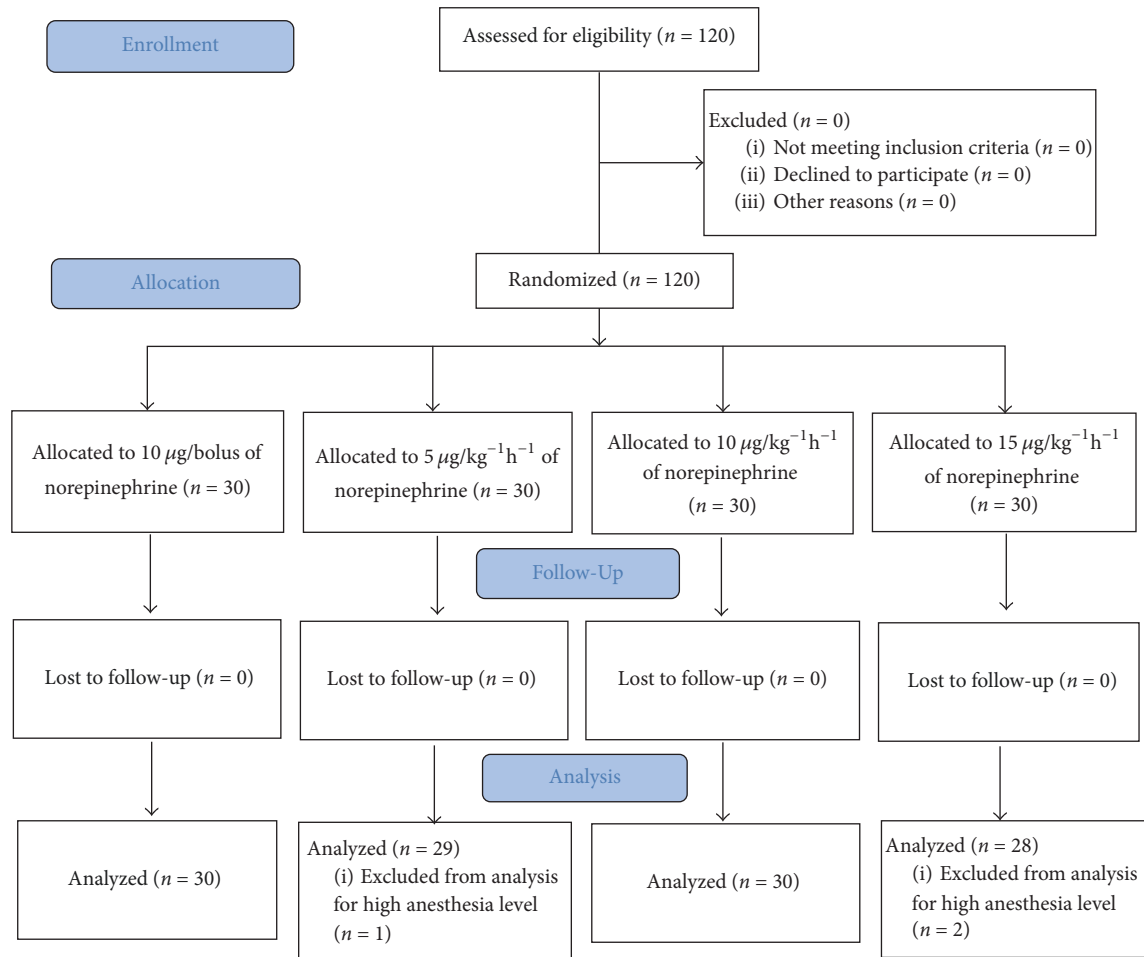 Enrollment
Assessed for eligibility (n = 120)
Excluded (n = 0)
(i) Not meeting inclusion criteria (n = 0)
(ii) Declined to participate (n = 0)
(iii) Other reasons (n = 0)
Allocation
Randomized (n = 120)
Allocated to 10 μg/bolus of
norepinephrine (n = 30)
Allocated to 5 μg/kg⁻¹h⁻¹ of
norepinephrine (n = 30)
Allocated to 10 μg/kg⁻¹h⁻¹
of norepinephrine
(n = 30)
Allocated to 15 μg/kg⁻¹h⁻¹
of norepinephrine
(n = 30)
Follow-Up
Lost to follow-up (n = 0)
Lost to follow-up (n = 0)
Lost to follow-up (n = 0)
Lost to follow-up (n = 0)
Analysis
Analyzed (n = 30)
Analyzed (n = 29)
(i) Excluded from analysis
for high anesthesia level
(n = 1)
Analyzed (n = 30)
Analyzed (n = 28)
(i) Excluded from analysis
for high anesthesia level
(n = 2)